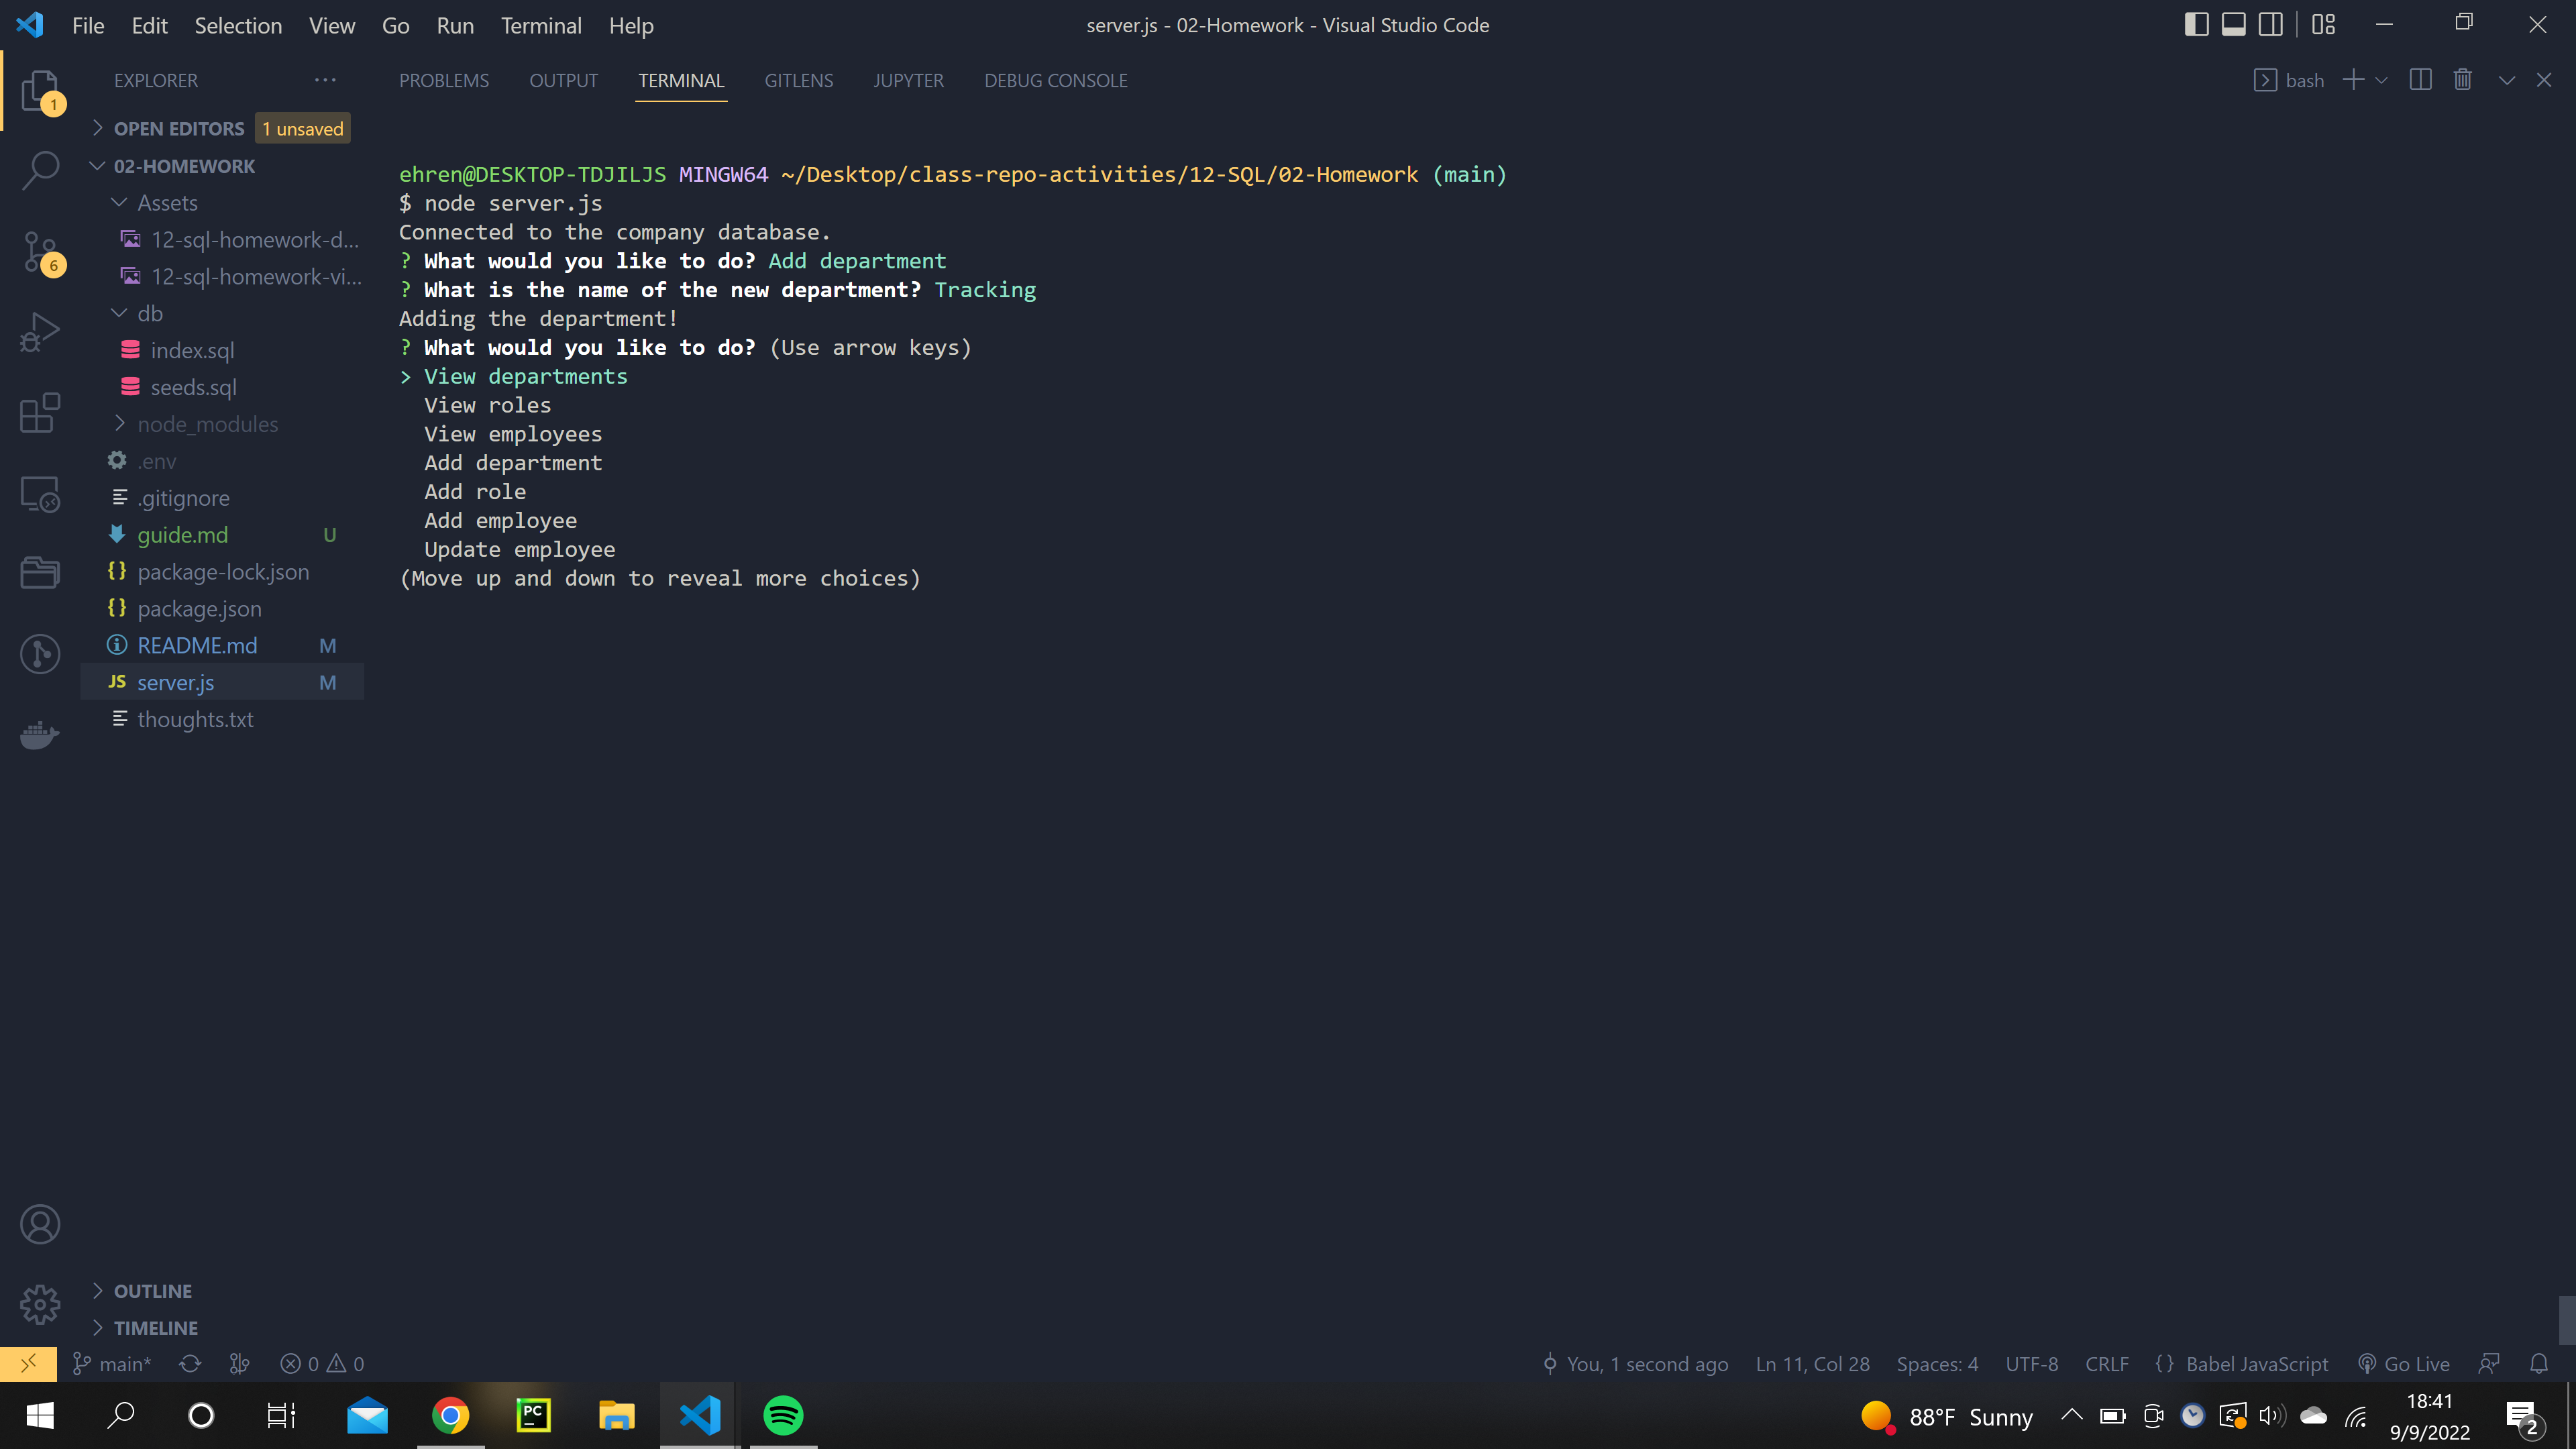 File Edit Selection View Go Run Terminal Help
server.js - 02-Homework - Visual Studio Code
EXPLORER
PROBLEMS OUTPUT TERMINAL GITLENS JUPYTER DEBUG CONSOLE
bash
1
OPEN EDITORS 1 unsaved
02-HOMEWORK
Assets
12-sql-homework-d...
12-sql-homework-vi...
6
db
index.sql
seeds.sql
node_modules
.env
.gitignore
guide.md U
{} package-lock.json
{} package.json
README.md M
JS server.js M
thoughts.txt
OUTLINE
TIMELINE
ehren@DESKTOP-TDJILJS MINGW64 ~/Desktop/class-repo-activities/12-SQL/02-Homework (main)
$ node server.js
Connected to the company database.
? What would you like to do? Add department
? What is the name of the new department? Tracking
Adding the department!
? What would you like to do? (Use arrow keys)
> View departments
View roles
View employees
Add department
Add role
Add employee
Update employee
(Move up and down to reveal more choices)
main* 0 0 You, 1 second ago Ln 11, Col 28 Spaces: 4 UTF-8 CRLF {} Babel JavaScript Go Live
PC
88°F Sunny
18:41
9/9/2022
2